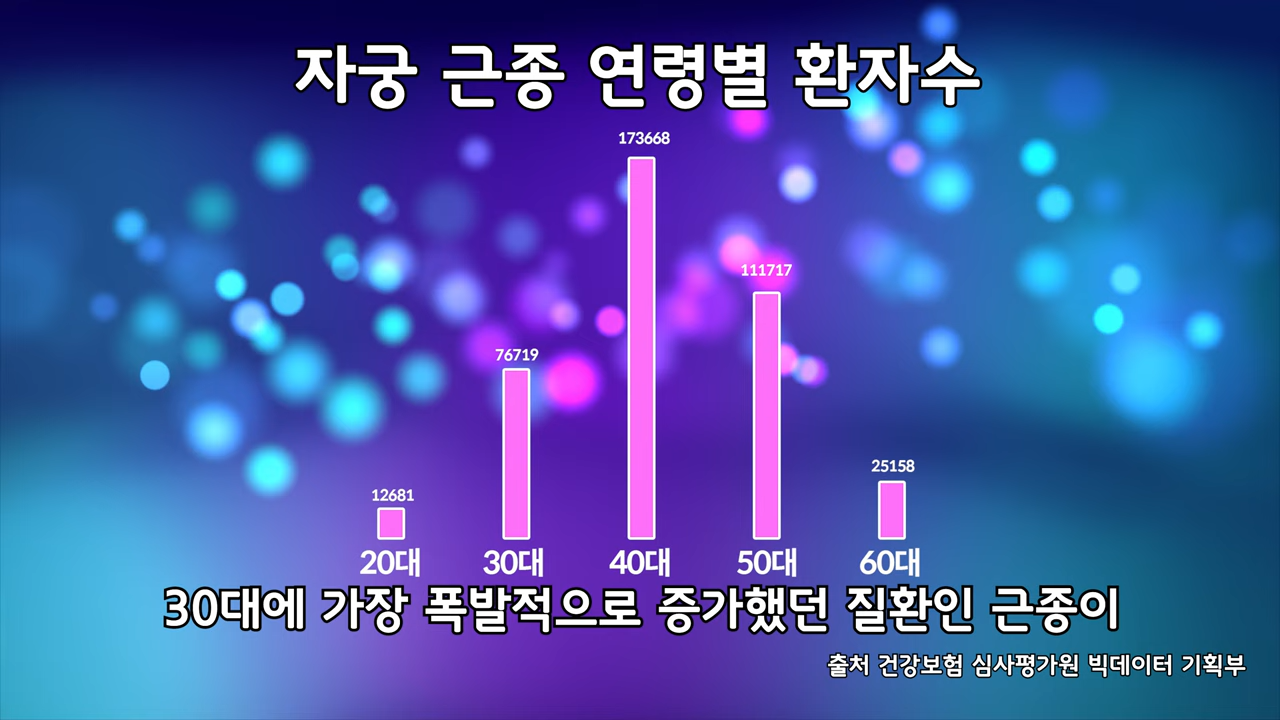 자궁 근종 연령별 환자수
173668
111717
76719
25158
12681
20대 30대 40대 50대 60대
30대에 가장 폭발적으로 증가했던 질환인 근종이
출처 건강보험 심사평가원 빅데이터 기획부